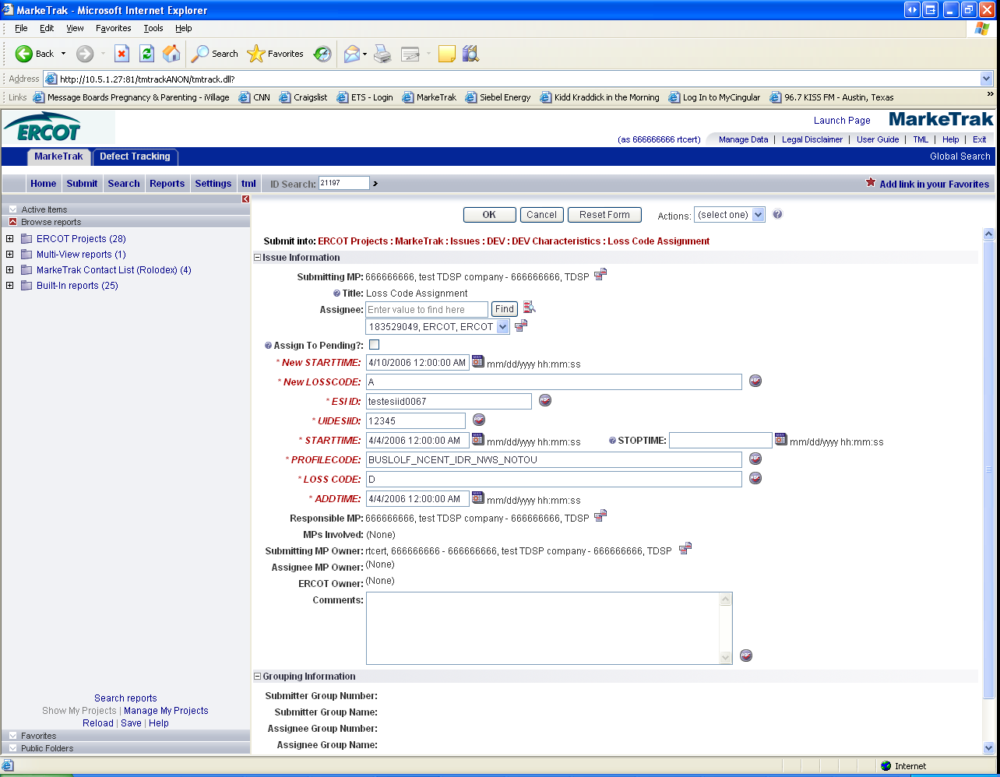 MarkeTrak - Microsoft Internet Explorer
File Edit View Favorites Tools Help
Back Search Favorites
Address http://10.5.1.27:81/tmtrackANON/tmtrack.dll?
Links Message Boards Pregnancy & Parenting - iVillage CNN Craigslist ETS - Login MarkeTrak Siebel Energy Kidd Kraddick in the Morning Log In to MyCingular 96.7 KISS FM - Austin, Texas »
ERCOT Launch Page MarkeTrak
(as 666666666 rtcert) Manage Data | Legal Disclaimer | User Guide | TML | Help | Exit
MarkeTrak Defect Tracking Global Search
Home Submit Search Reports Settings tml ID Search: 21197 Add link in your Favorites
Active Items
Browse reports
ERCOT Projects (28)
Multi-View reports (1)
MarkeTrak Contact List (Rolodex) (4)
Built-In reports (25)
Search reports
Show My Projects | Manage My Projects
Reload | Save | Help
Favorites
Public Folders
OK Cancel Reset Form Actions: (select one)
Submit into: ERCOT Projects : MarkeTrak : Issues : DEV : DEV Characteristics : Loss Code Assignment
Issue Information
Submitting MP: 666666666, test TDSP company - 666666666, TDSP
Title: Loss Code Assignment
Assignee: Enter value to find here Find
183529049, ERCOT, ERCOT
Assign To Pending?:
* New STARTTIME: 4/10/2006 12:00:00 AM mm/dd/yyyy hh:mm:ss
* New LOSSCODE: A
* ESI ID: testesiid0067
* UIDESIID: 12345
* STARTTIME: 4/4/2006 12:00:00 AM mm/dd/yyyy hh:mm:ss STOPTIME: mm/dd/yyyy hh:mm:ss
* PROFILECODE: BUSLOLF_NCENT_IDR_NWS_NOTOU
* LOSS CODE: D
* ADDTIME: 4/4/2006 12:00:00 AM mm/dd/yyyy hh:mm:ss
Responsible MP: 666666666, test TDSP company - 666666666, TDSP
MPs Involved: (None)
Submitting MP Owner: rtcert, 666666666 - 666666666, test TDSP company - 666666666, TDSP
Assignee MP Owner: (None)
ERCOT Owner: (None)
Comments:
Grouping Information
Submitter Group Number:
Submitter Group Name:
Assignee Group Number:
Assignee Group Name:
Internet